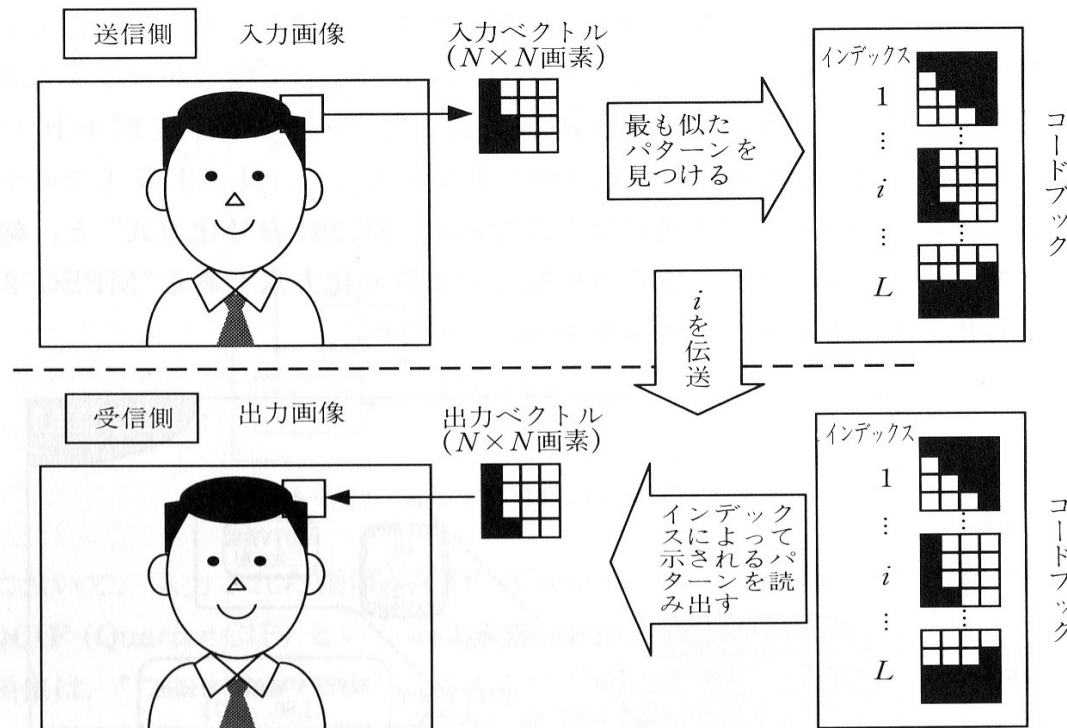 送信側
入力画像
入力ベクトル
(N×N画素)
最も似た
パターンを
見つける
インデックス
1
⋮
i
⋮
L
コードブック
iを伝送
受信側
出力画像
出力ベクトル
(N×N画素)
インデックスによって示されるパターンを読み出す
インデックス
1
⋮
i
⋮
L
コードブック